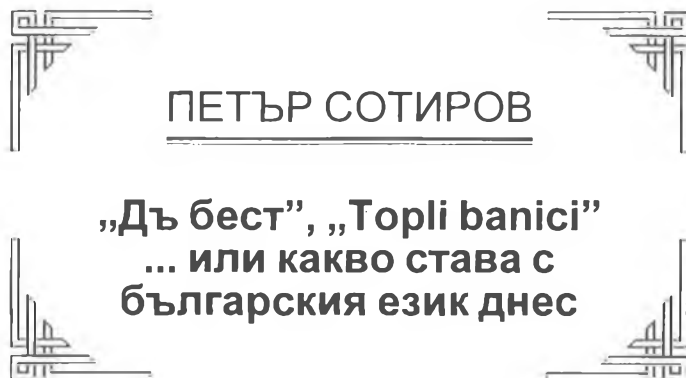 ПЕТЪР СОТИРОВ
„Дъ бест”, „Topli banici”
... или какво става с
българския език днес